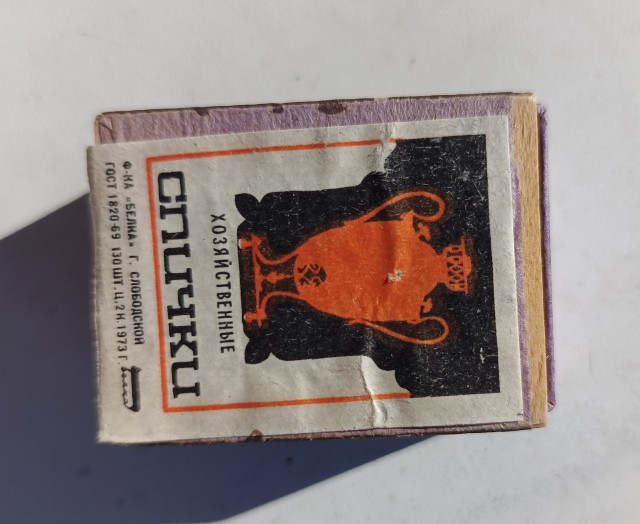 СПИЧКИ
ХОЗЯЙСТВЕННЫЕ
Ф-КА «БЕЛКА» Г. СЛОБОДСКОЙ
ГОСТ 1820-69 130 ШТ. Ц. 2 К. 1973 Г.